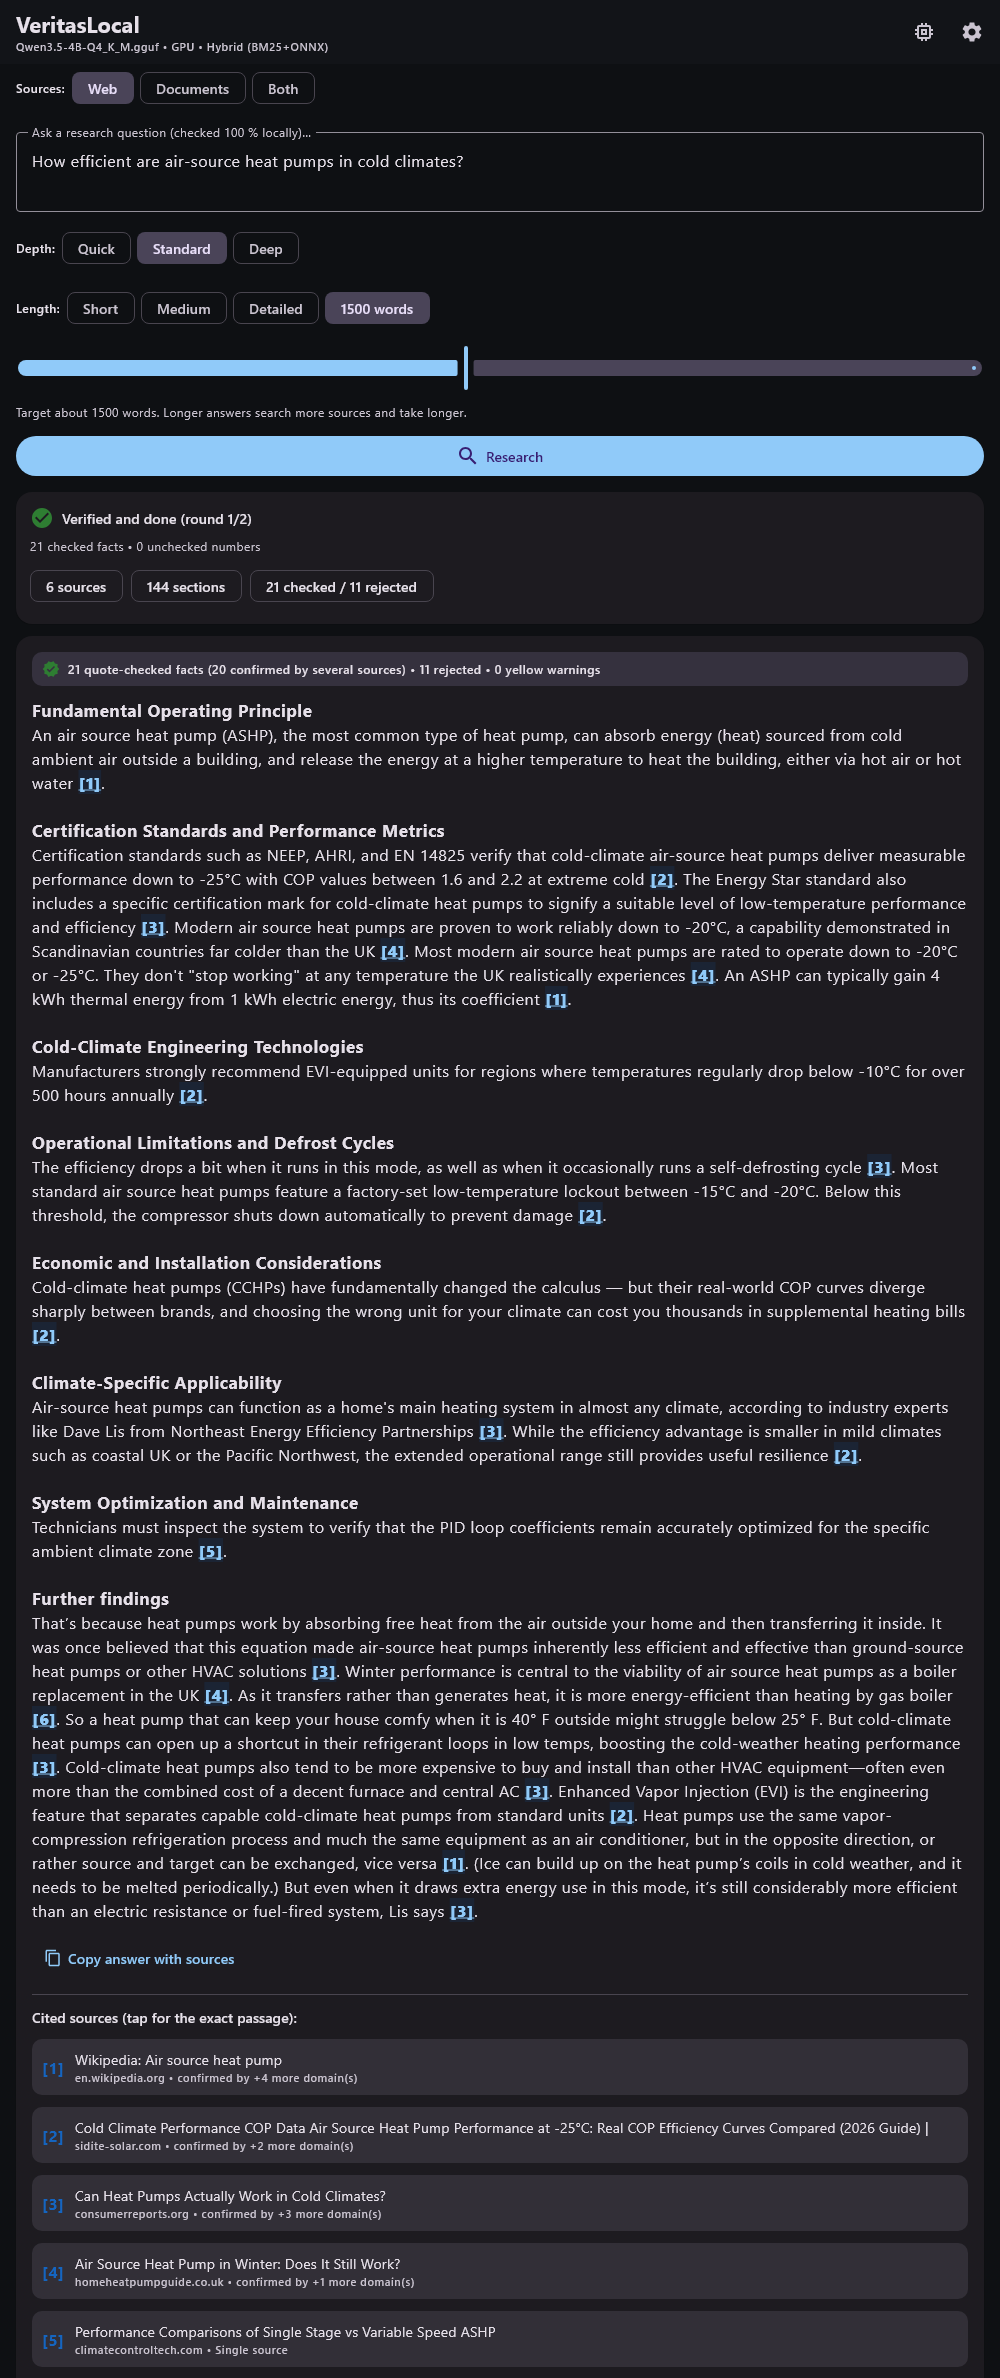 VeritasLocal
Qwen3.5-4B-Q4_K_M.gguf • GPU • Hybrid (BM25+ONNX)
Sources: Web Documents Both
Ask a research question (checked 100 % locally)...
How efficient are air-source heat pumps in cold climates?
Depth: Quick Standard Deep
Length: Short Medium Detailed 1500 words
Target about 1500 words. Longer answers search more sources and take longer.
Research
Verified and done (round 1/2)
21 checked facts • 0 unchecked numbers
6 sources 144 sections 21 checked / 11 rejected
21 quote-checked facts (20 confirmed by several sources) • 11 rejected • 0 yellow warnings
Fundamental Operating Principle
An air source heat pump (ASHP), the most common type of heat pump, can absorb energy (heat) sourced from cold
ambient air outside a building, and release the energy at a higher temperature to heat the building, either via hot air or hot
water [1].
Certification Standards and Performance Metrics
Certification standards such as NEEP, AHRI, and EN 14825 verify that cold-climate air-source heat pumps deliver measurable
performance down to -25°C with COP values between 1.6 and 2.2 at extreme cold [2]. The Energy Star standard also
includes a specific certification mark for cold-climate heat pumps to signify a suitable level of low-temperature performance
and efficiency [3]. Modern air source heat pumps are proven to work reliably down to -20°C, a capability demonstrated in
Scandinavian countries far colder than the UK [4]. Most modern air source heat pumps are rated to operate down to -20°C
or -25°C. They don't "stop working" at any temperature the UK realistically experiences [4]. An ASHP can typically gain 4
kWh thermal energy from 1 kWh electric energy, thus its coefficient [1].
Cold-Climate Engineering Technologies
Manufacturers strongly recommend EVI-equipped units for regions where temperatures regularly drop below -10°C for over
500 hours annually [2].
Operational Limitations and Defrost Cycles
The efficiency drops a bit when it runs in this mode, as well as when it occasionally runs a self-defrosting cycle [3]. Most
standard air source heat pumps feature a factory-set low-temperature lockout between -15°C and -20°C. Below this
threshold, the compressor shuts down automatically to prevent damage [2].
Economic and Installation Considerations
Cold-climate heat pumps (CCHPs) have fundamentally changed the calculus — but their real-world COP curves diverge
sharply between brands, and choosing the wrong unit for your climate can cost you thousands in supplemental heating bills
[2].
Climate-Specific Applicability
Air-source heat pumps can function as a home's main heating system in almost any climate, according to industry experts
like Dave Lis from Northeast Energy Efficiency Partnerships [3]. While the efficiency advantage is smaller in mild climates
such as coastal UK or the Pacific Northwest, the extended operational range still provides useful resilience [2].
System Optimization and Maintenance
Technicians must inspect the system to verify that the PID loop coefficients remain accurately optimized for the specific
ambient climate zone [5].
Further findings
That’s because heat pumps work by absorbing free heat from the air outside your home and then transferring it inside. It
was once believed that this equation made air-source heat pumps inherently less efficient and effective than ground-source
heat pumps or other HVAC solutions [3]. Winter performance is central to the viability of air source heat pumps as a boiler
replacement in the UK [4]. As it transfers rather than generates heat, it is more energy-efficient than heating by gas boiler
[6]. So a heat pump that can keep your house comfy when it is 40° F outside might struggle below 25° F. But cold-climate
heat pumps can open up a shortcut in their refrigerant loops in low temps, boosting the cold-weather heating performance
[3]. Cold-climate heat pumps also tend to be more expensive to buy and install than other HVAC equipment—often even
more than the combined cost of a decent furnace and central AC [3]. Enhanced Vapor Injection (EVI) is the engineering
feature that separates capable cold-climate heat pumps from standard units [2]. Heat pumps use the same vapor-
compression refrigeration process and much the same equipment as an air conditioner, but in the opposite direction, or
rather source and target can be exchanged, vice versa [1]. (Ice can build up on the heat pump’s coils in cold weather, and it
needs to be melted periodically.) But even when it draws extra energy use in this mode, it’s still considerably more efficient
than an electric resistance or fuel-fired system, Lis says [3].
Copy answer with sources
Cited sources (tap for the exact passage):
[1] Wikipedia: Air source heat pump
en.wikipedia.org • confirmed by +4 more domain(s)
[2] Cold Climate Performance COP Data Air Source Heat Pump Performance at -25°C: Real COP Efficiency Curves Compared (2026 Guide) |
sidite-solar.com • confirmed by +2 more domain(s)
[3] Can Heat Pumps Actually Work in Cold Climates?
consumerreports.org • confirmed by +3 more domain(s)
[4] Air Source Heat Pump in Winter: Does It Still Work?
homeheatpumpguide.co.uk • confirmed by +1 more domain(s)
[5] Performance Comparisons of Single Stage vs Variable Speed ASHP
climatecontroltech.com • Single source